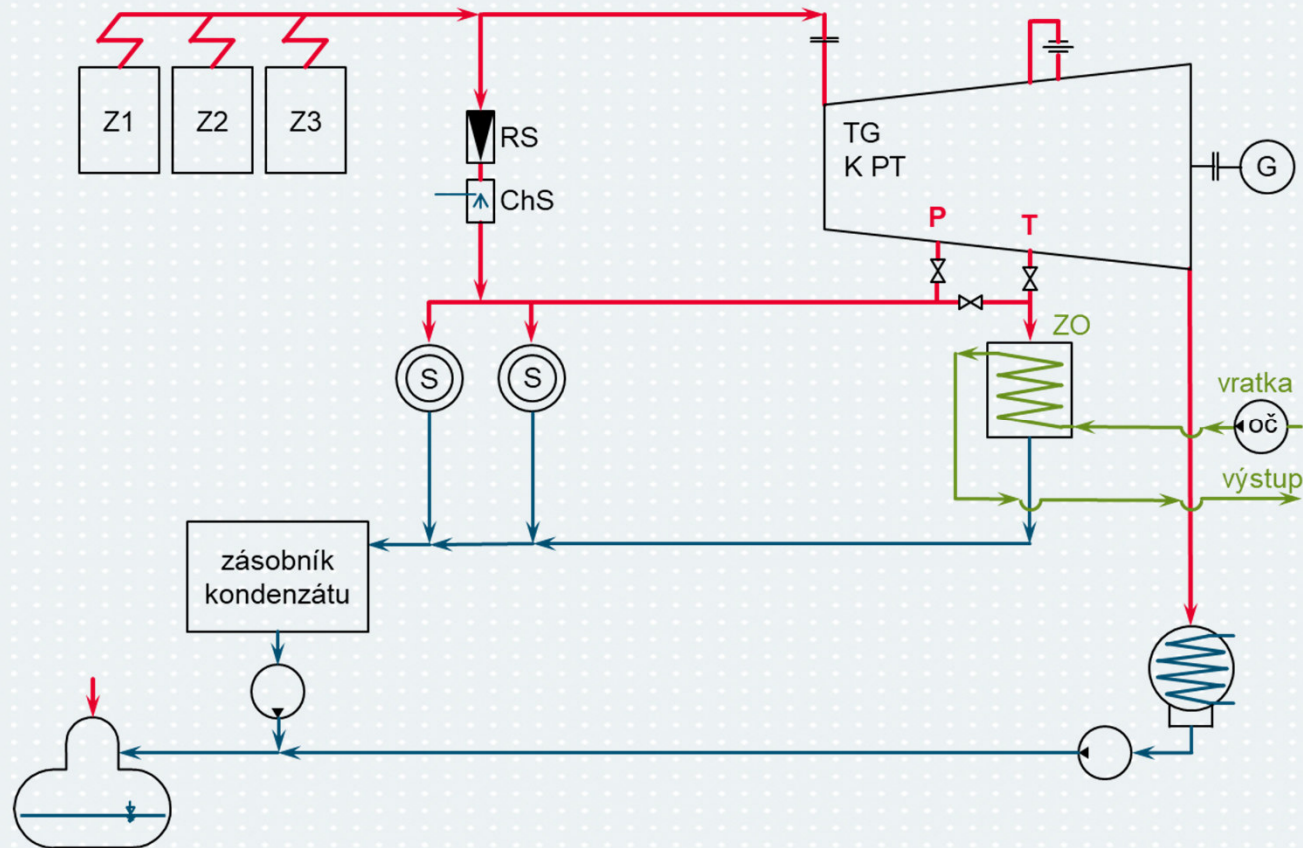 Z1
Z2
Z3
RS
ChS
TG
K PT
G
P
T
ZO
S
S
vratka
oč
výstup
zásobník
kondenzátu